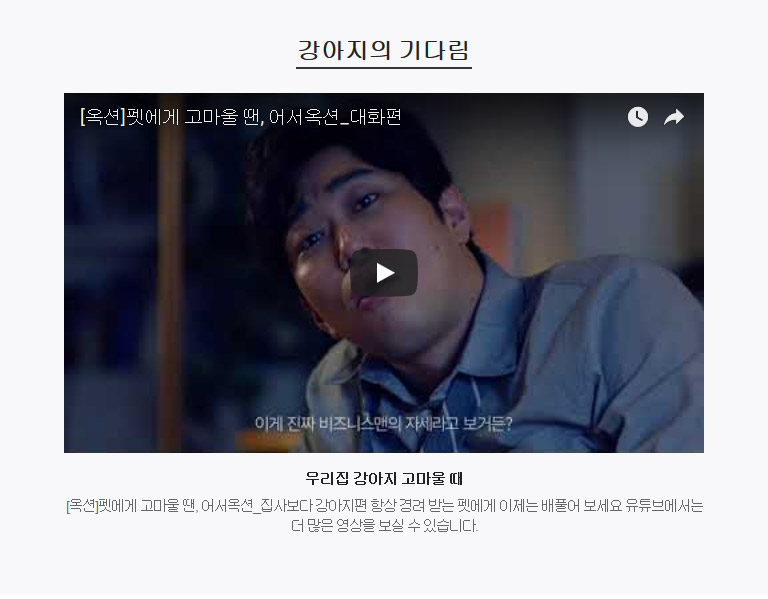 강아지의 기다림
[옥션]펫에게 고마울 땐, 어서옥션_대화편
이게 진짜 비즈니스맨의 자세라고 보거든?
우리집 강아지 고마울 때
[옥션]펫에게 고마울 땐, 어서옥션_집사보다 강아지편 항상 경려 받는 펫에게 이제는 배풀어 보세요 유튜브에서는
더 많은 영상을 보실 수 있습니다.